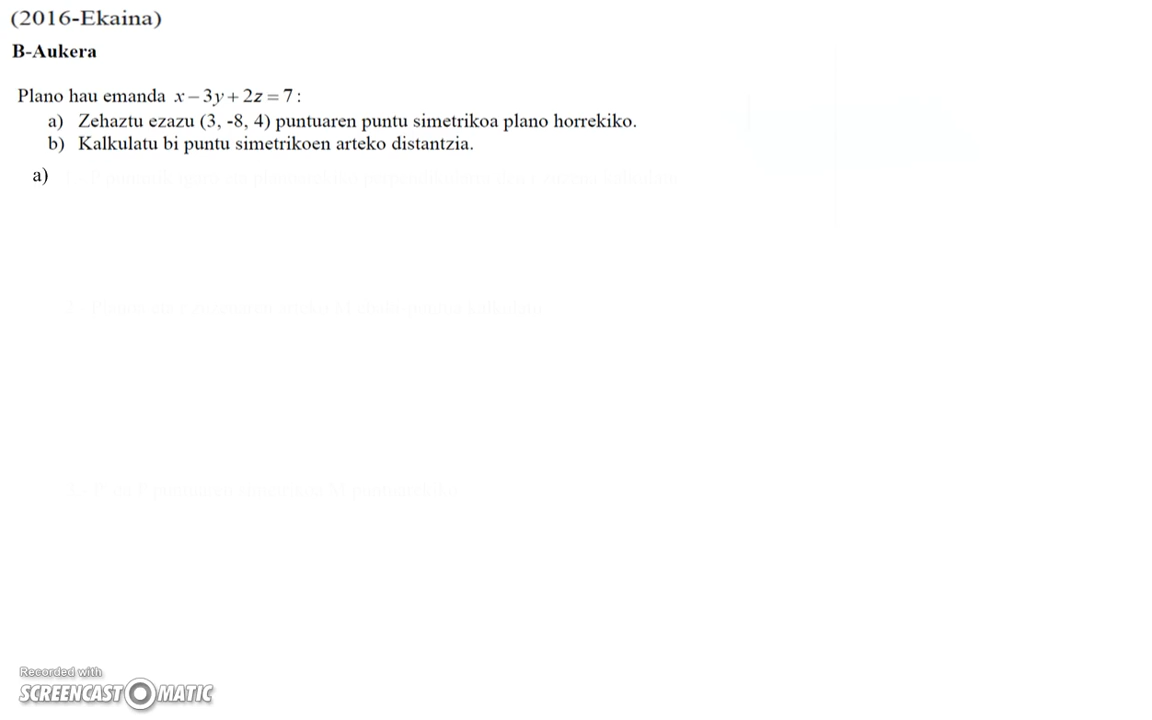 (2016-Ekaina)
B-Aukera
Plano hau emanda x − 3y + 2z = 7 :
a) Zehaztu ezazu (3, -8, 4) puntuaren puntu simetrikoa plano horrekiko.
b) Kalkulatu bi puntu simetrikoen arteko distantzia.
a)
Recorded with
SCREENCAST-O-MATIC